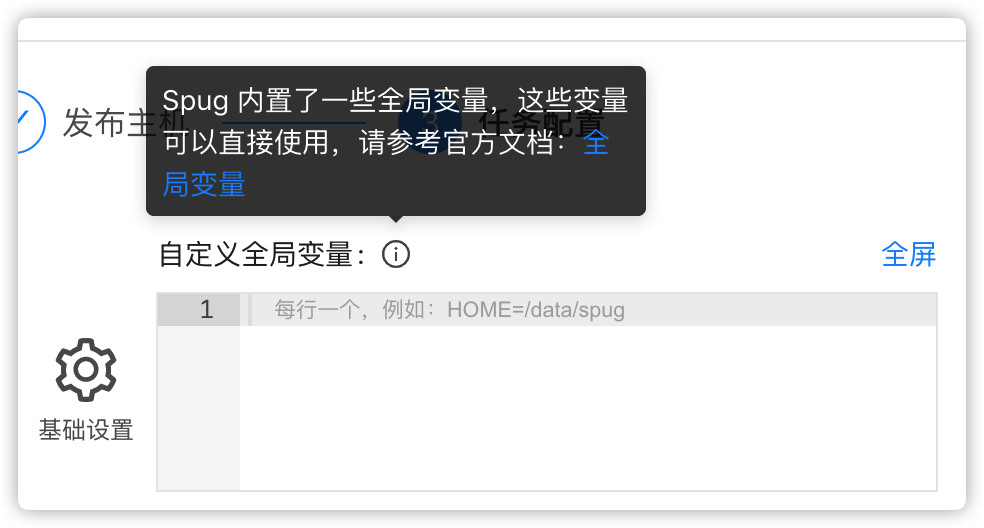 Spug 内置了一些全局变量，这些变量
可以直接使用，请参考官方文档：全
局变量
发布主机
3 任务配置
自定义全局变量：
全屏
1
每行一个，例如：HOME=/data/spug
基础设置